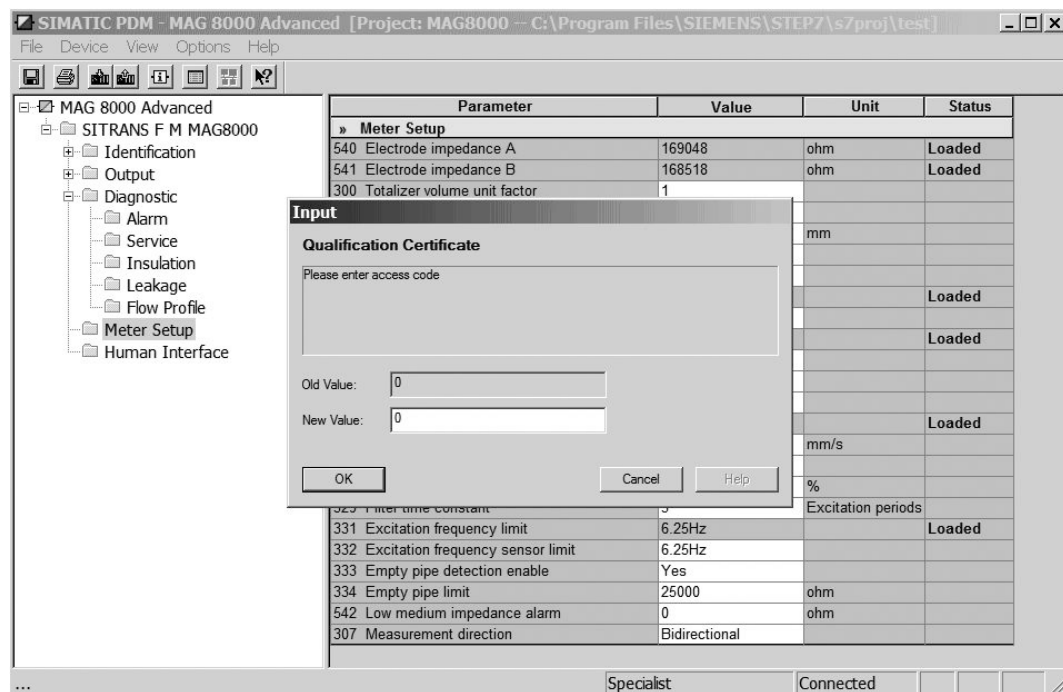 SIMATIC PDM - MAG 8000 Advanced [Project: MAG8000 -- C:\Program Files\SIEMENS\STEP7\s7proj\test]
File Device View Options Help
MAG 8000 Advanced
SITRANS F M MAG8000
Identification
Output
Diagnostic
Alarm
Service
Insulation
Leakage
Flow Profile
Meter Setup
Human Interface
Parameter Value Unit Status
» Meter Setup
540 Electrode impedance A 169048 ohm Loaded
541 Electrode impedance B 168518 ohm Loaded
300 Totalizer volume unit factor 1
mm
Loaded
Loaded
Loaded
mm/s
%
Input
Qualification Certificate
Please enter access code
Old Value: 0
New Value: 0
OK Cancel Help
Filter time constant Excitation periods
331 Excitation frequency limit 6.25Hz Loaded
332 Excitation frequency sensor limit 6.25Hz
333 Empty pipe detection enable Yes
334 Empty pipe limit 25000 ohm
542 Low medium impedance alarm 0 ohm
307 Measurement direction Bidirectional
... Specialist Connected